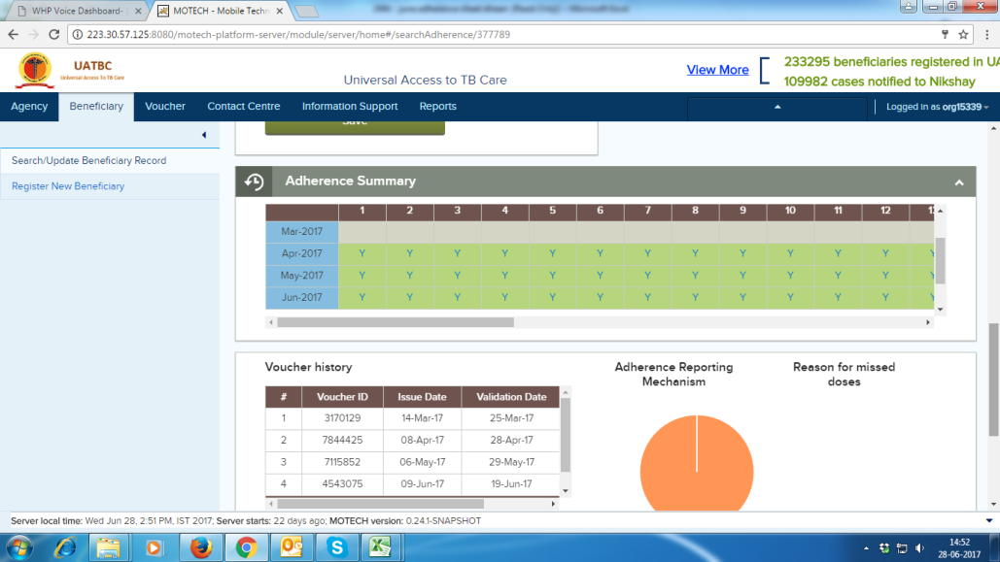 WHP Voice Dashboard-
MOTECH - Mobile Techn
223.30.57.125:8080/motech-platform-server/module/server/home#/searchAdherence/377789
UATBC
Universal Access To TB Care
Universal Access to TB Care
View More
233295 beneficiaries registered in UA
109982 cases notified to Nikshay
Agency Beneficiary Voucher Contact Centre Information Support Reports Logged in as org15339
Search/Update Beneficiary Record
Register New Beneficiary
Save
Adherence Summary
1 2 3 4 5 6 7 8 9 10 11 12
Mar-2017
Apr-2017 Y Y Y Y Y Y Y Y Y Y Y Y Y
May-2017 Y Y Y Y Y Y Y Y Y Y Y Y Y
Jun-2017 Y Y Y Y Y Y Y Y Y Y Y Y Y
Voucher history
# Voucher ID Issue Date Validation Date
1 3170129 14-Mar-17 25-Mar-17
2 7844425 08-Apr-17 28-Apr-17
3 7115852 06-May-17 29-May-17
4 4543075 09-Jun-17 19-Jun-17
Adherence Reporting
Mechanism
Reason for missed
doses
Server local time: Wed Jun 28, 2:51 PM, IST 2017; Server starts: 22 days ago; MOTECH version: 0.24.1-SNAPSHOT
14:52
28-06-2017